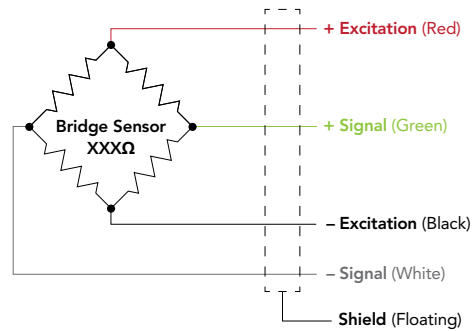 + Excitation (Red)
Bridge Sensor
XXXΩ
+ Signal (Green)
– Excitation (Black)
– Signal (White)
Shield (Floating)